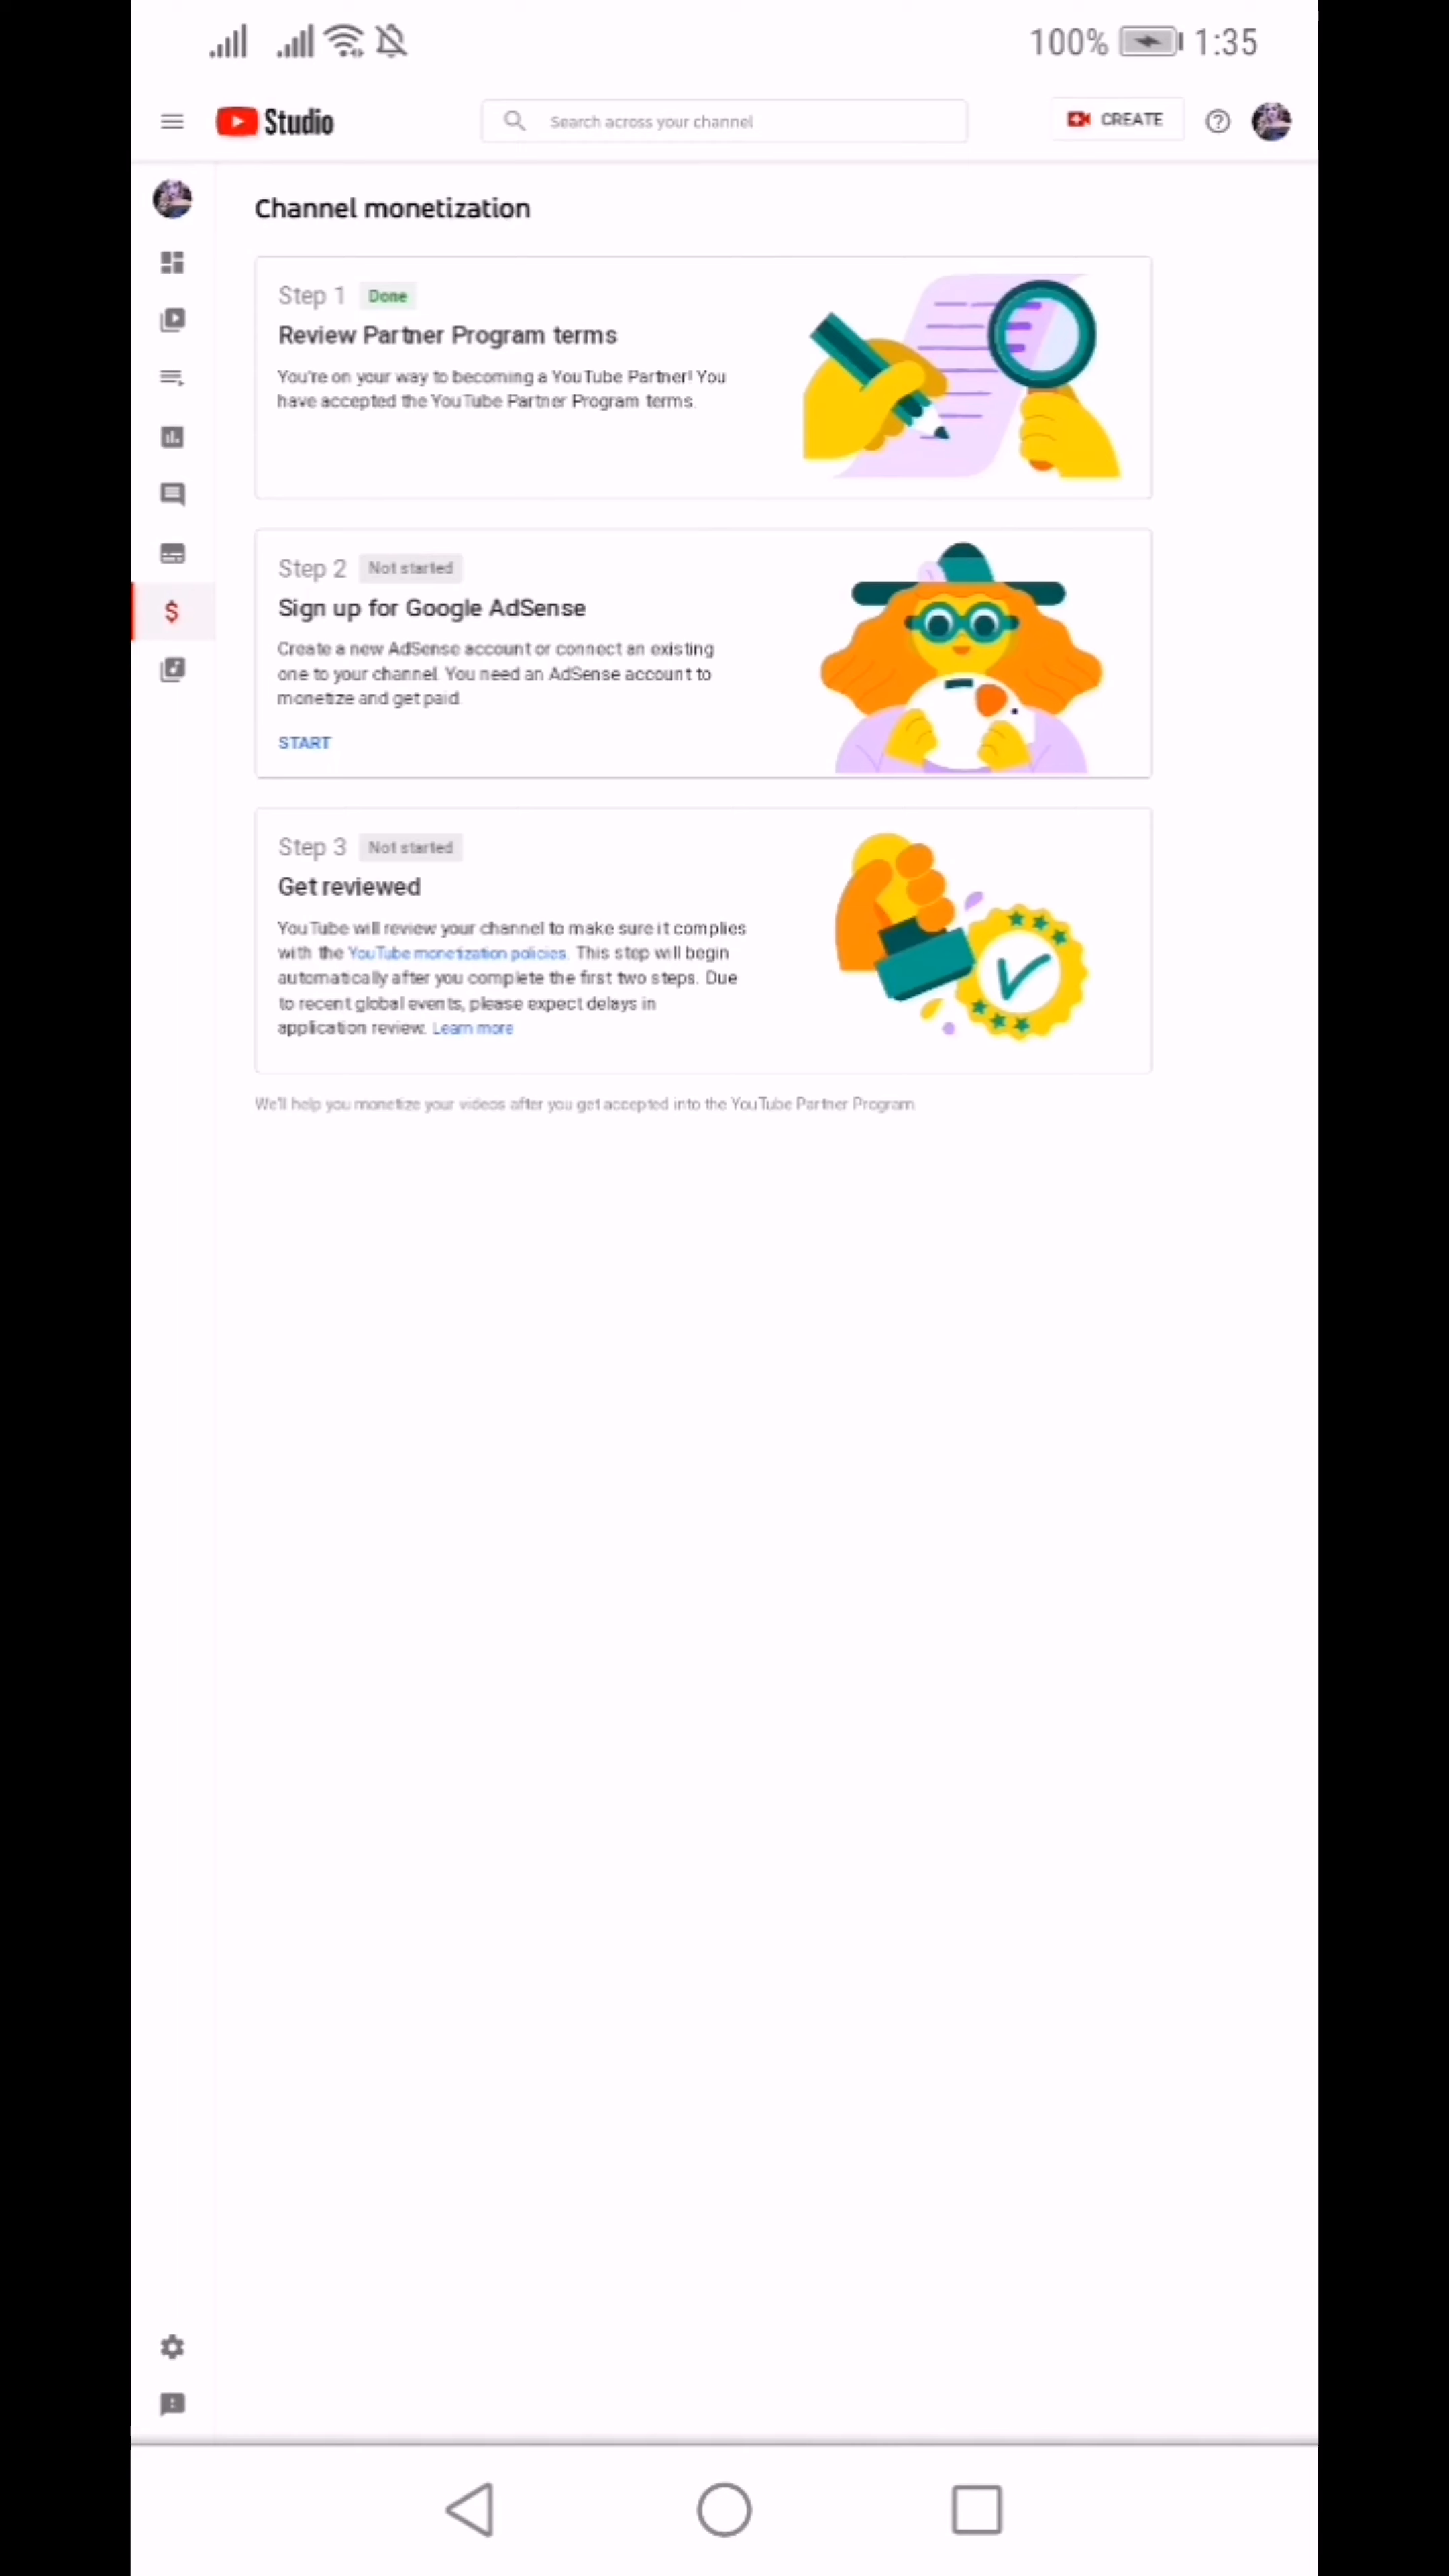 100% 1:35
Studio
Search across your channel
CREATE
Channel monetization
Step 1 Done
Review Partner Program terms
You're on your way to becoming a YouTube Partner! You
have accepted the YouTube Partner Program terms.
Step 2 Not started
Sign up for Google AdSense
Create a new AdSense account or connect an existing
one to your channel. You need an AdSense account to
monetize and get paid.
START
Step 3 Not started
Get reviewed
YouTube will review your channel to make sure it complies
with the YouTube monetization policies. This step will begin
automatically after you complete the first two steps. Due
to recent global events, please expect delays in
application review. Learn more
We'll help you monetize your videos after you get accepted into the YouTube Partner Program.